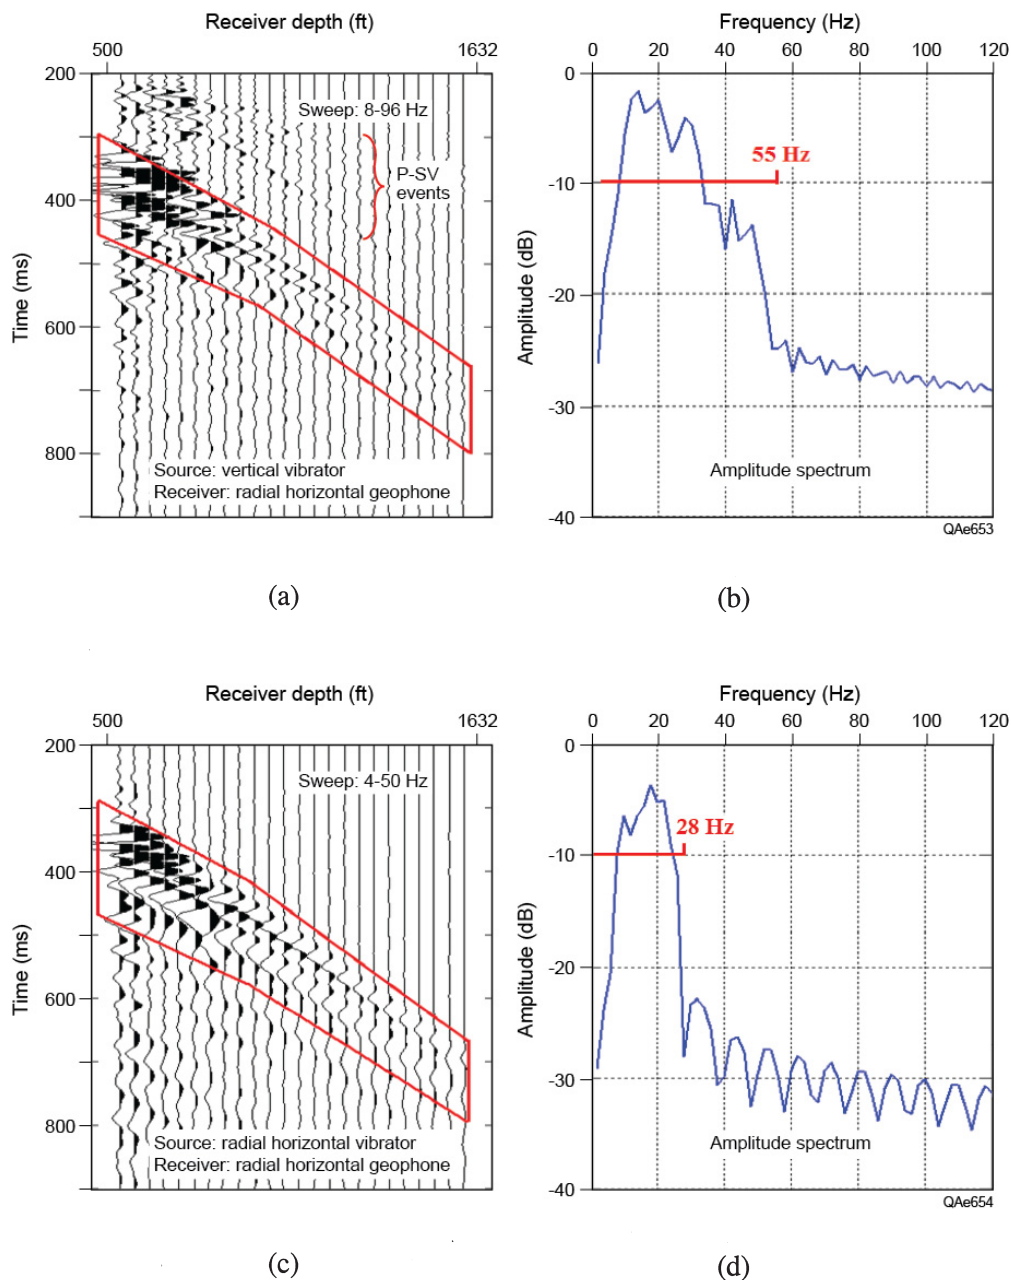 Receiver depth (ft)
500 1632
200
400
600
800
Time (ms)
Sweep: 8-96 Hz
P-SV
events
Source: vertical vibrator
Receiver: radial horizontal geophone
(a)
Frequency (Hz)
0 20 40 60 80 100 120
0
-10
-20
-30
-40
Amplitude (dB)
55 Hz
Amplitude spectrum
QAe653
(b)
Receiver depth (ft)
500 1632
200
400
600
800
Time (ms)
Sweep: 4-50 Hz
Source: radial horizontal vibrator
Receiver: radial horizontal geophone
(c)
Frequency (Hz)
0 20 40 60 80 100 120
0
-10
-20
-30
-40
Amplitude (dB)
28 Hz
Amplitude spectrum
QAe654
(d)